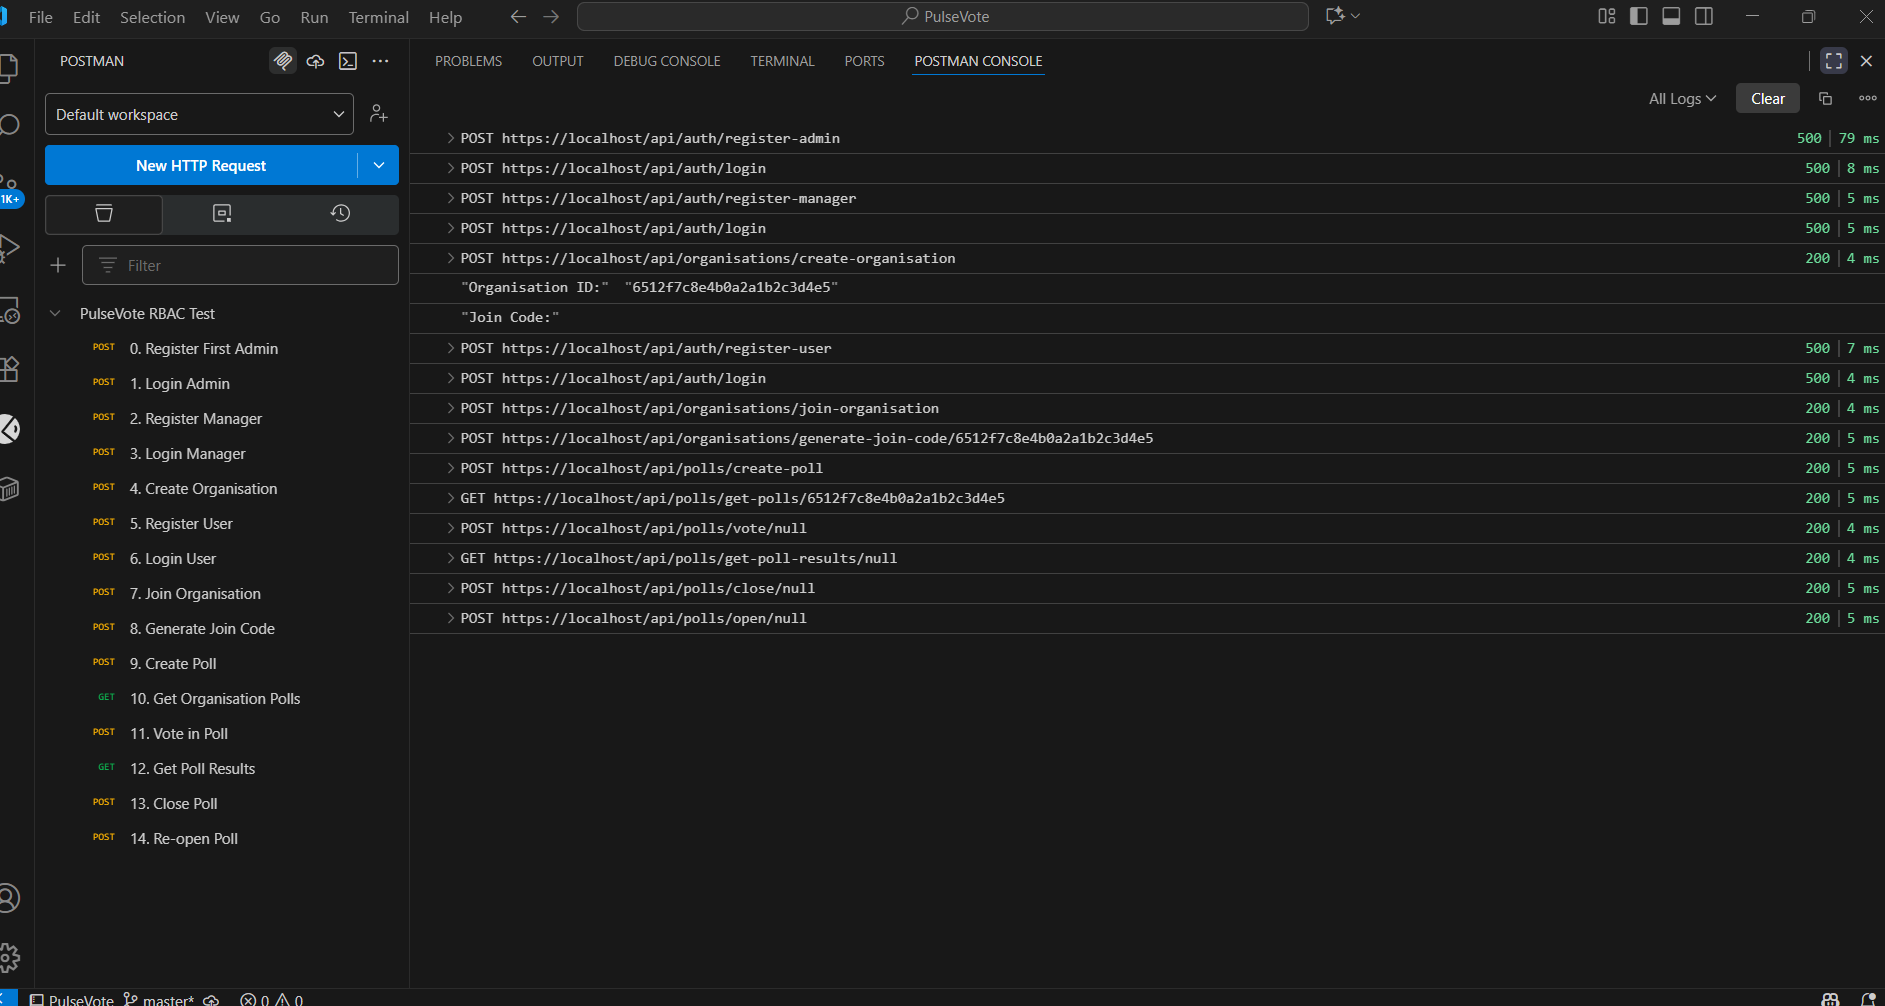 File Edit Selection View Go Run Terminal Help
PulseVote
POSTMAN
Default workspace
New HTTP Request
1K+
Filter
PulseVote RBAC Test
POST 0. Register First Admin
POST 1. Login Admin
POST 2. Register Manager
POST 3. Login Manager
POST 4. Create Organisation
POST 5. Register User
POST 6. Login User
POST 7. Join Organisation
POST 8. Generate Join Code
POST 9. Create Poll
GET 10. Get Organisation Polls
POST 11. Vote in Poll
GET 12. Get Poll Results
POST 13. Close Poll
POST 14. Re-open Poll
PROBLEMS OUTPUT DEBUG CONSOLE TERMINAL PORTS POSTMAN CONSOLE
All Logs Clear
POST https://localhost/api/auth/register-admin 500 | 79 ms
POST https://localhost/api/auth/login 500 | 8 ms
POST https://localhost/api/auth/register-manager 500 | 5 ms
POST https://localhost/api/auth/login 500 | 5 ms
POST https://localhost/api/organisations/create-organisation 200 | 4 ms
"Organisation ID:" "6512f7c8e4b0a2a1b2c3d4e5"
"Join Code:"
POST https://localhost/api/auth/register-user 500 | 7 ms
POST https://localhost/api/auth/login 500 | 4 ms
POST https://localhost/api/organisations/join-organisation 200 | 4 ms
POST https://localhost/api/organisations/generate-join-code/6512f7c8e4b0a2a1b2c3d4e5 200 | 5 ms
POST https://localhost/api/polls/create-poll 200 | 5 ms
GET https://localhost/api/polls/get-polls/6512f7c8e4b0a2a1b2c3d4e5 200 | 5 ms
POST https://localhost/api/polls/vote/null 200 | 4 ms
GET https://localhost/api/polls/get-poll-results/null 200 | 4 ms
POST https://localhost/api/polls/close/null 200 | 5 ms
POST https://localhost/api/polls/open/null 200 | 5 ms
PulseVote master* 0 0